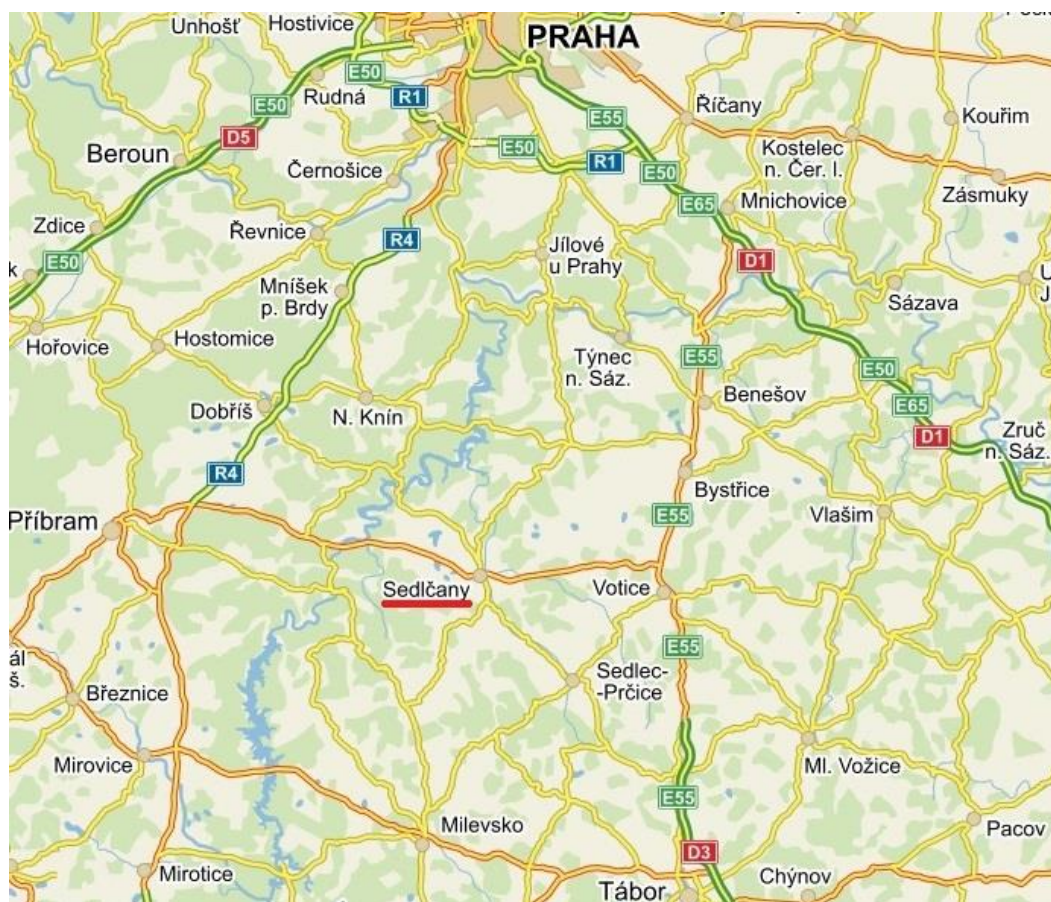 Unhošť
Hostivice
PRAHA
E50
Rudná
R1
E50
Říčany
Kouřim
E55
D5
Beroun
E50
Kostelec
n. Čer. l.
Černošice
R1
E50
Zásmuky
E65
Mnichovice
Zdice
Řevnice
R4
Jílové
u Prahy
E50
D1
Mníšek
p. Brdy
Sázava
Hořovice
Hostomice
Týnec
n. Sáz.
E55
E50
Benešov
Dobříš
N. Knín
E65
D1
Zruč
n. Sáz.
R4
Bystřice
Příbram
E55
Vlašim
Sedlčany
Votice
E55
Sedlec-
-Prčice
Březnice
Mirovice
Ml. Vožice
E55
Milevsko
Pacov
D3
Mirotice
Tábor
Chýnov